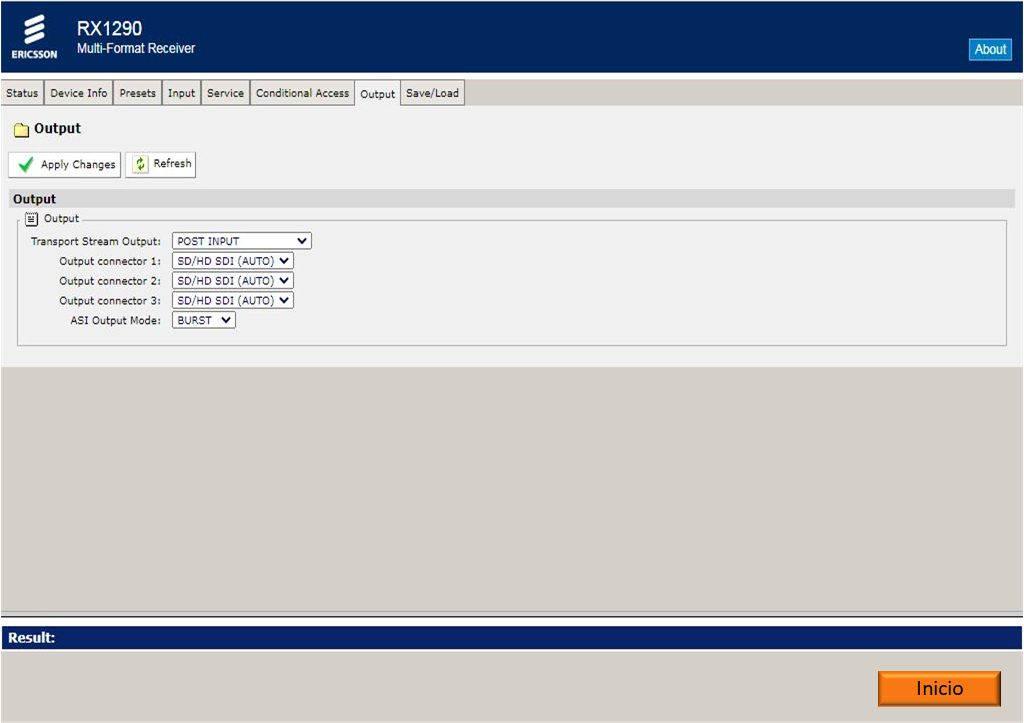 RX1290
ERICSSON
Multi-Format Receiver
About
Status Device Info Presets Input Service Conditional Access Output Save/Load
Output
Apply Changes Refresh
Output
Output
Transport Stream Output: POST INPUT
Output connector 1: SD/HD SDI (AUTO)
Output connector 2: SD/HD SDI (AUTO)
Output connector 3: SD/HD SDI (AUTO)
ASI Output Mode: BURST
Result:
Inicio